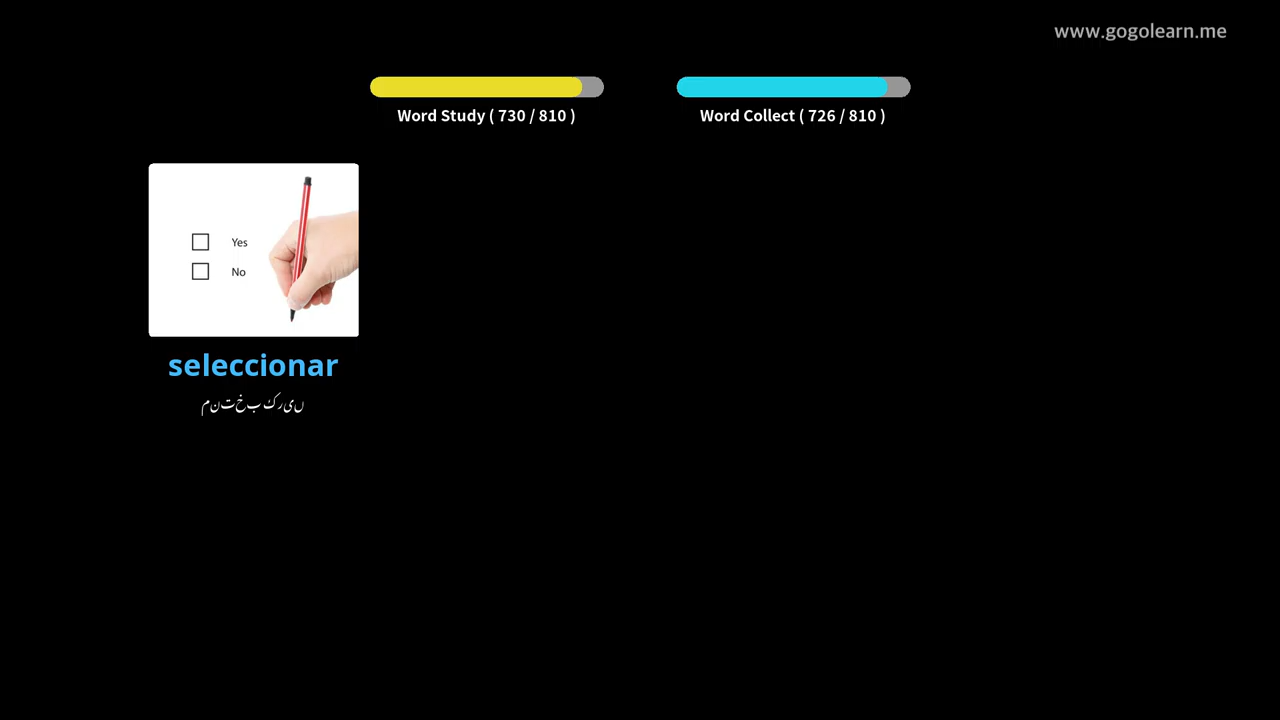 www.gogolearn.me
Word Study ( 730 / 810 )
Word Collect ( 726 / 810 )
Yes
No
seleccionar
منتخب کریں